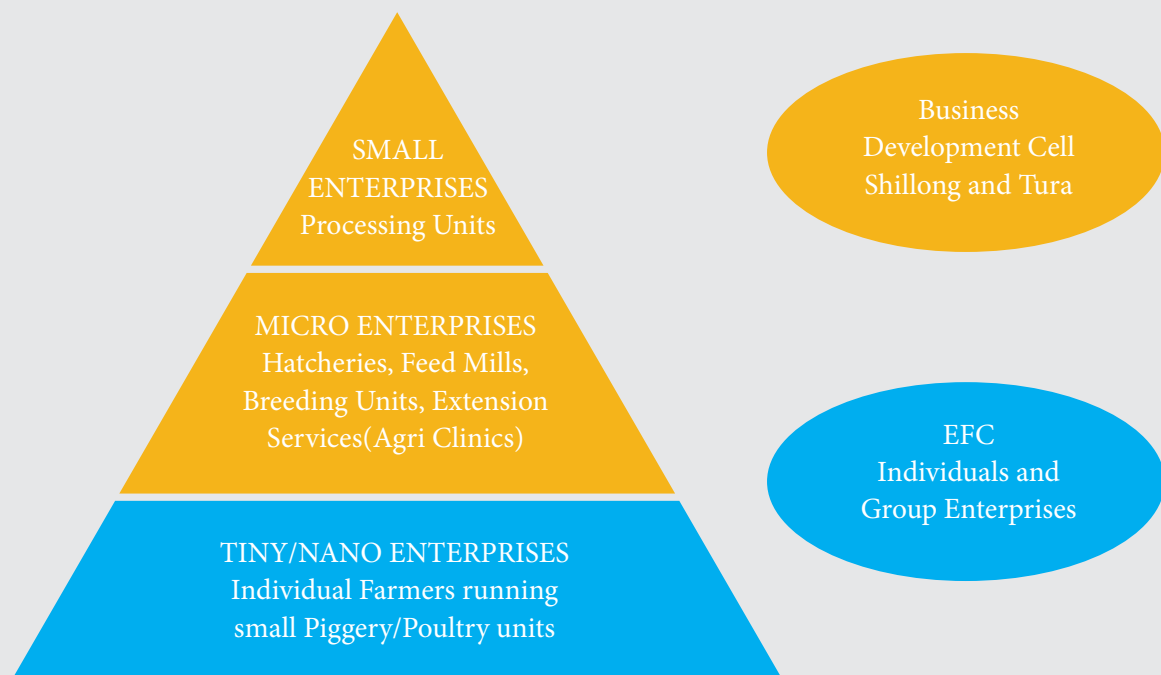 SMALL
ENTERPRISES
Processing Units
MICRO ENTERPRISES
Hatcheries, Feed Mills,
Breeding Units, Extension
Services(Agri Clinics)
TINY/NANO ENTERPRISES
Individual Farmers running
small Piggery/Poultry units
Business
Development Cell
Shillong and Tura
EFC
Individuals and
Group Enterprises